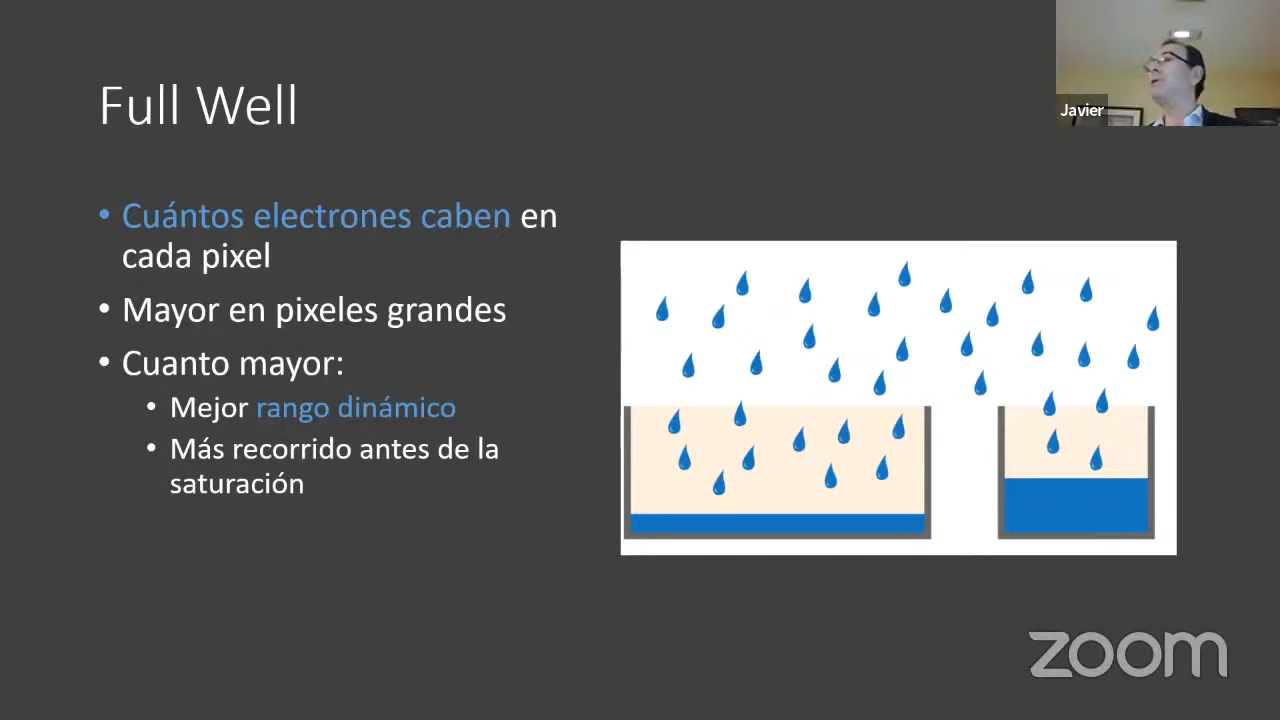 Full Well
Javier
• Cuántos electrones caben en
cada pixel
• Mayor en pixeles grandes
• Cuanto mayor:
• Mejor rango dinámico
• Más recorrido antes de la
saturación
zoom